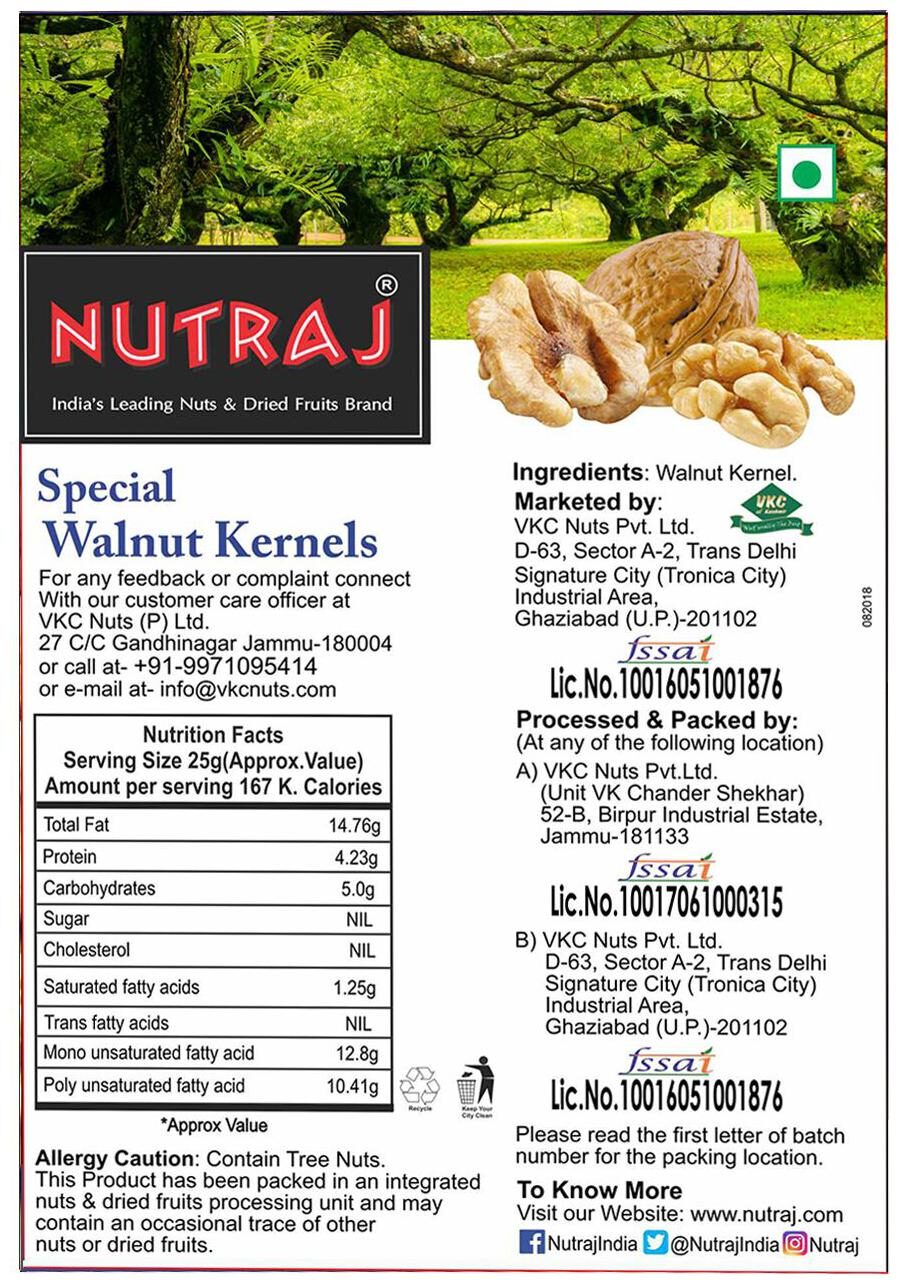 NUTRAJ ®
India's Leading Nuts & Dried Fruits Brand
Special
Walnut Kernels
For any feedback or complaint connect
With our customer care officer at
VKC Nuts (P) Ltd.
27 C/C Gandhinagar Jammu-180004
or call at- +91-9971095414
or e-mail at- info@vkcnuts.com
Nutrition Facts
Serving Size 25g(Approx.Value)
Amount per serving 167 K. Calories
Total Fat 14.76g
Protein 4.23g
Carbohydrates 5.0g
Sugar NIL
Cholesterol NIL
Saturated fatty acids 1.25g
Trans fatty acids NIL
Mono unsaturated fatty acid 12.8g
Poly unsaturated fatty acid 10.41g
*Approx Value
Recycle
Keep Your
City Clean
Allergy Caution: Contain Tree Nuts.
This Product has been packed in an integrated
nuts & dried fruits processing unit and may
contain an occasional trace of other
nuts or dried fruits.
Ingredients: Walnut Kernel.
Marketed by:
VKC
VKC Nuts Pvt. Ltd.
D-63, Sector A-2, Trans Delhi
Signature City (Tronica City)
Industrial Area,
Ghaziabad (U.P.)-201102
fssai
Lic.No.10016051001876
Processed & Packed by:
(At any of the following location)
A) VKC Nuts Pvt.Ltd.
(Unit VK Chander Shekhar)
52-B, Birpur Industrial Estate,
Jammu-181133
fssai
Lic.No.10017061000315
B) VKC Nuts Pvt. Ltd.
D-63, Sector A-2, Trans Delhi
Signature City (Tronica City)
Industrial Area,
Ghaziabad (U.P.)-201102
fssai
Lic.No.10016051001876
Please read the first letter of batch
number for the packing location.
To Know More
Visit our Website: www.nutraj.com
NutrajIndia @NutrajIndia Nutraj
082018